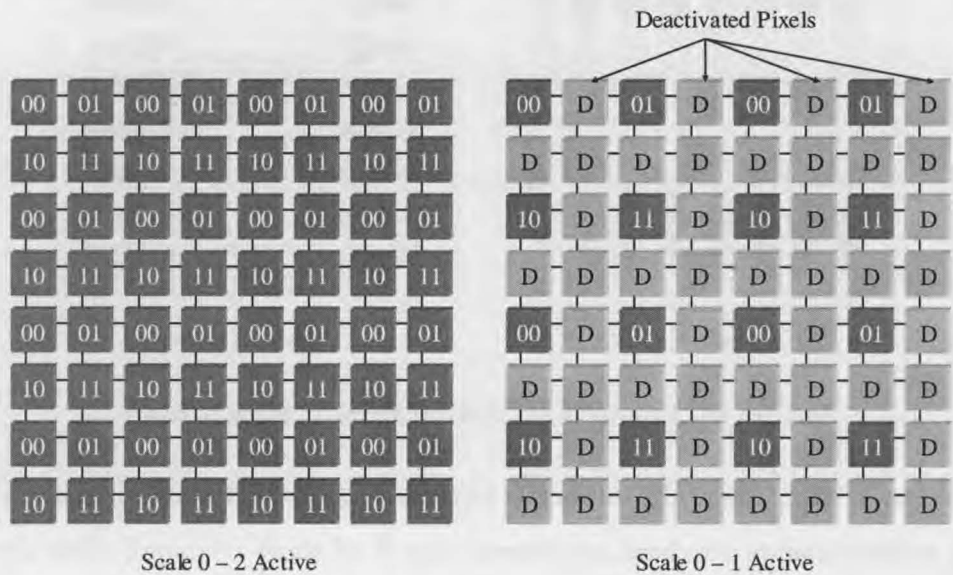 Deactivated Pixels
00 01 00 01 00 01 00 01
10 11 10 11 10 11 10 11
00 01 00 01 00 01 00 01
10 11 10 11 10 11 10 11
00 01 00 01 00 01 00 01
10 11 10 11 10 11 10 11
00 01 00 01 00 01 00 01
10 11 10 11 10 11 10 11
Scale 0 – 2 Active
00 D 01 D 00 D 01 D
D D D D D D D D
10 D 11 D 10 D 11 D
D D D D D D D D
00 D 01 D 00 D 01 D
D D D D D D D D
10 D 11 D 10 D 11 D
D D D D D D D D
Scale 0 – 1 Active